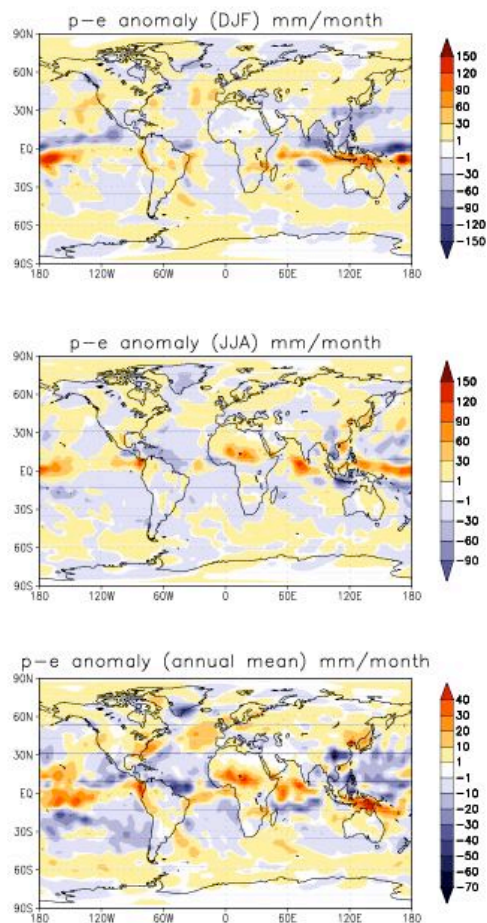 p-e anomaly (DJF) mm/month
90N
60N
30N
EQ
30S
60S
90S
180 120W 60W 0 60E 120E 180
150
120
90
60
30
1
-1
-30
-60
-90
-120
-150
p-e anomaly (JJA) mm/month
90N
60N
30N
EQ
30S
60S
90S
180 120W 60W 0 60E 120E 180
150
120
90
60
30
1
-1
-30
-60
-90
p-e anomaly (annual mean) mm/month
90N
60N
30N
EQ
30S
60S
90S
180 120W 60W 0 60E 120E 180
40
30
20
10
1
-1
-10
-20
-30
-40
-50
-60
-70